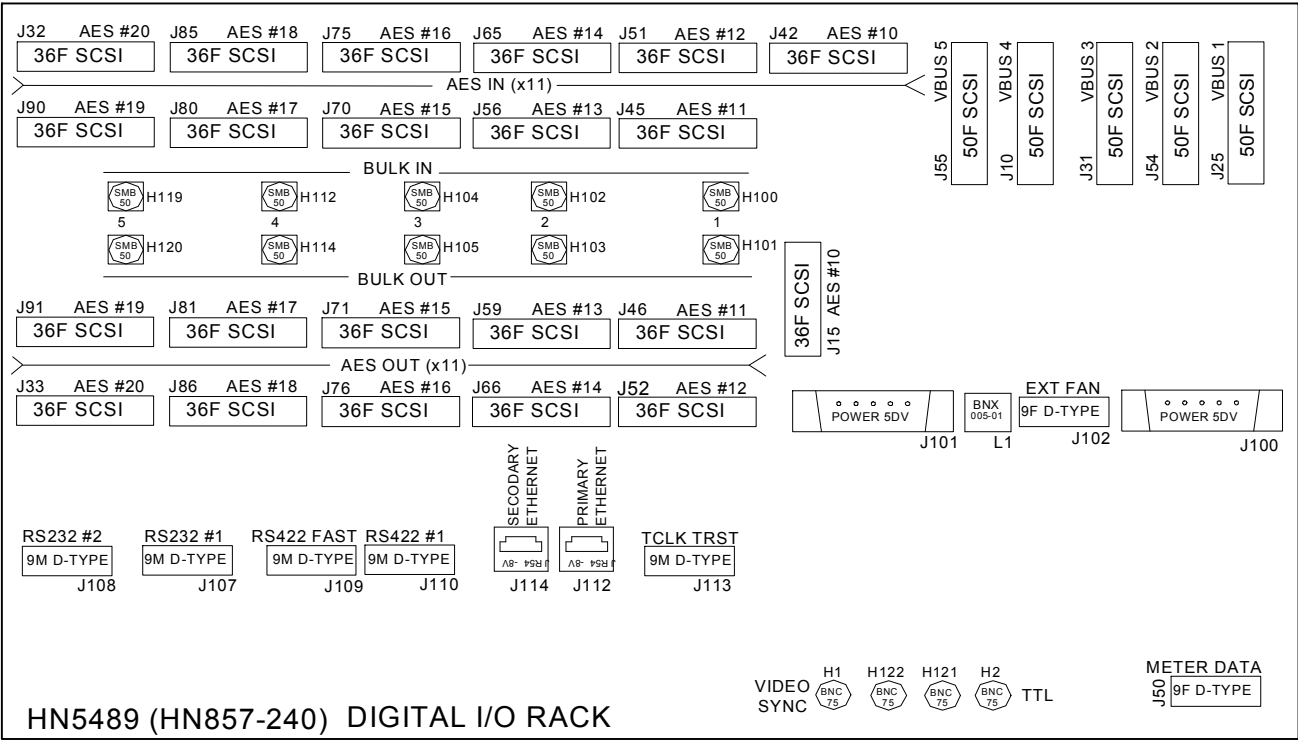 J32 AES #20 J85 AES #18 J75 AES #16 J65 AES #14 J51 AES #12 J42 AES #10
36F SCSI 36F SCSI 36F SCSI 36F SCSI 36F SCSI 36F SCSI
AES IN (x11)
J90 AES #19 J80 AES #17 J70 AES #15 J56 AES #13 J45 AES #11
36F SCSI 36F SCSI 36F SCSI 36F SCSI 36F SCSI
J55 VBUS 5
50F SCSI
J10 VBUS 4
50F SCSI
J31 VBUS 3
50F SCSI
J54 VBUS 2
50F SCSI
J25 VBUS 1
50F SCSI
BULK IN
SMB 50 H119 SMB 50 H112 SMB 50 H104 SMB 50 H102 SMB 50 H100
5 4 3 2 1
SMB 50 H120 SMB 50 H114 SMB 50 H105 SMB 50 H103 SMB 50 H101
BULK OUT
36F SCSI
J15 AES #10
J91 AES #19 J81 AES #17 J71 AES #15 J59 AES #13 J46 AES #11
36F SCSI 36F SCSI 36F SCSI 36F SCSI 36F SCSI
AES OUT (x11)
J33 AES #20 J86 AES #18 J76 AES #16 J66 AES #14 J52 AES #12
36F SCSI 36F SCSI 36F SCSI 36F SCSI 36F SCSI
EXT FAN
POWER 5DV BNX 005-01 9F D-TYPE POWER 5DV
J101 L1 J102 J100
SECODARY
ETHERNET
PRIMARY
ETHERNET
RS232 #2 RS232 #1 RS422 FAST RS422 #1 TCLK TRST
9M D-TYPE 9M D-TYPE 9M D-TYPE 9M D-TYPE JR54 -8V JR54 -8V 9M D-TYPE
J108 J107 J109 J110 J114 J112 J113
H1 H122 H121 H2
VIDEO
SYNC
BNC 75 BNC 75 BNC 75 BNC 75 TTL
METER DATA
J50 9F D-TYPE
HN5489 (HN857-240) DIGITAL I/O RACK